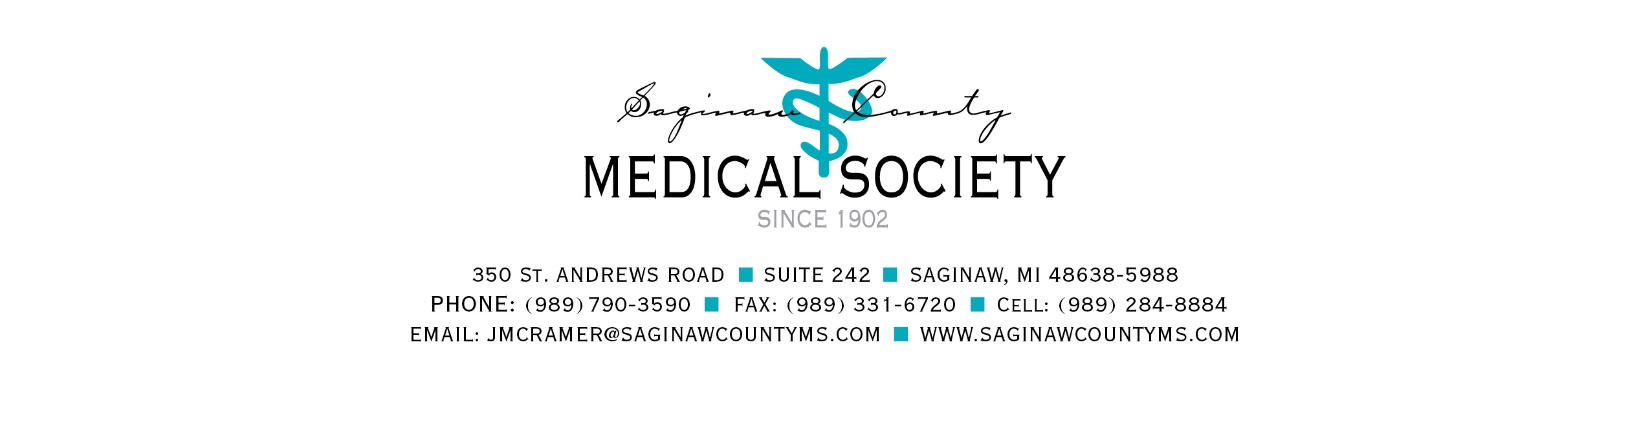 Saginaw County
MEDICAL SOCIETY
SINCE 1902
350 ST. ANDREWS ROAD ■ SUITE 242 ■ SAGINAW, MI 48638-5988
PHONE: (989) 790-3590 ■ FAX: (989) 331-6720 ■ CELL: (989) 284-8884
EMAIL: JMCRAMER@SAGINAWCOUNTYMS.COM ■ WWW.SAGINAWCOUNTYMS.COM